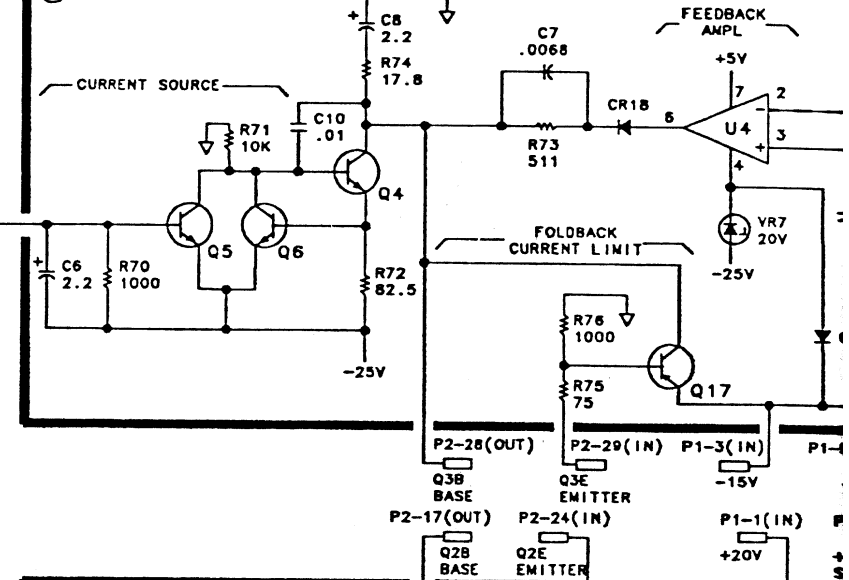 C8
2.2
R74
17.8
FEEDBACK
AMPL
C7
.0068
+5V
CURRENT SOURCE
7
2
CR18
6
U4
R71
10K
C10
.01
R73
511
3
4
Q4
Q5
Q6
FOLDBACK
CURRENT LIMIT
VR7
20V
-25V
C6
2.2
R70
1000
R72
82.5
R76
1000
-25V
R75
75
Q17
P2-28(OUT)
P2-29(IN)
P1-3(IN)
P1-
Q3B
BASE
Q3E
EMITTER
-15V
P2-17(OUT)
P2-24(IN)
P1-1(IN)
Q2B
BASE
Q2E
EMITTER
+20V